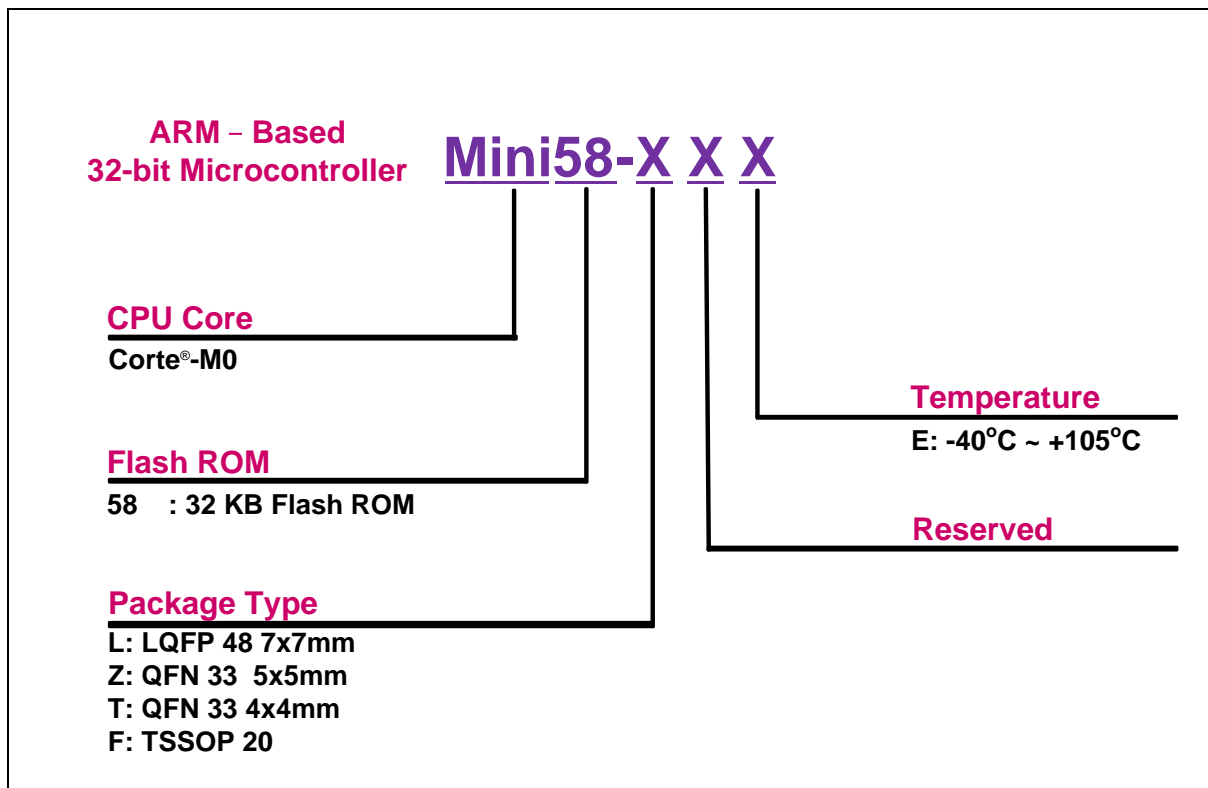 ARM – Based
32-bit Microcontroller
Mini58-X X X
CPU Core
Corte®-M0
Temperature
E: -40°C ~ +105°C
Flash ROM
58 : 32 KB Flash ROM
Reserved
Package Type
L: LQFP 48 7x7mm
Z: QFN 33 5x5mm
T: QFN 33 4x4mm
F: TSSOP 20